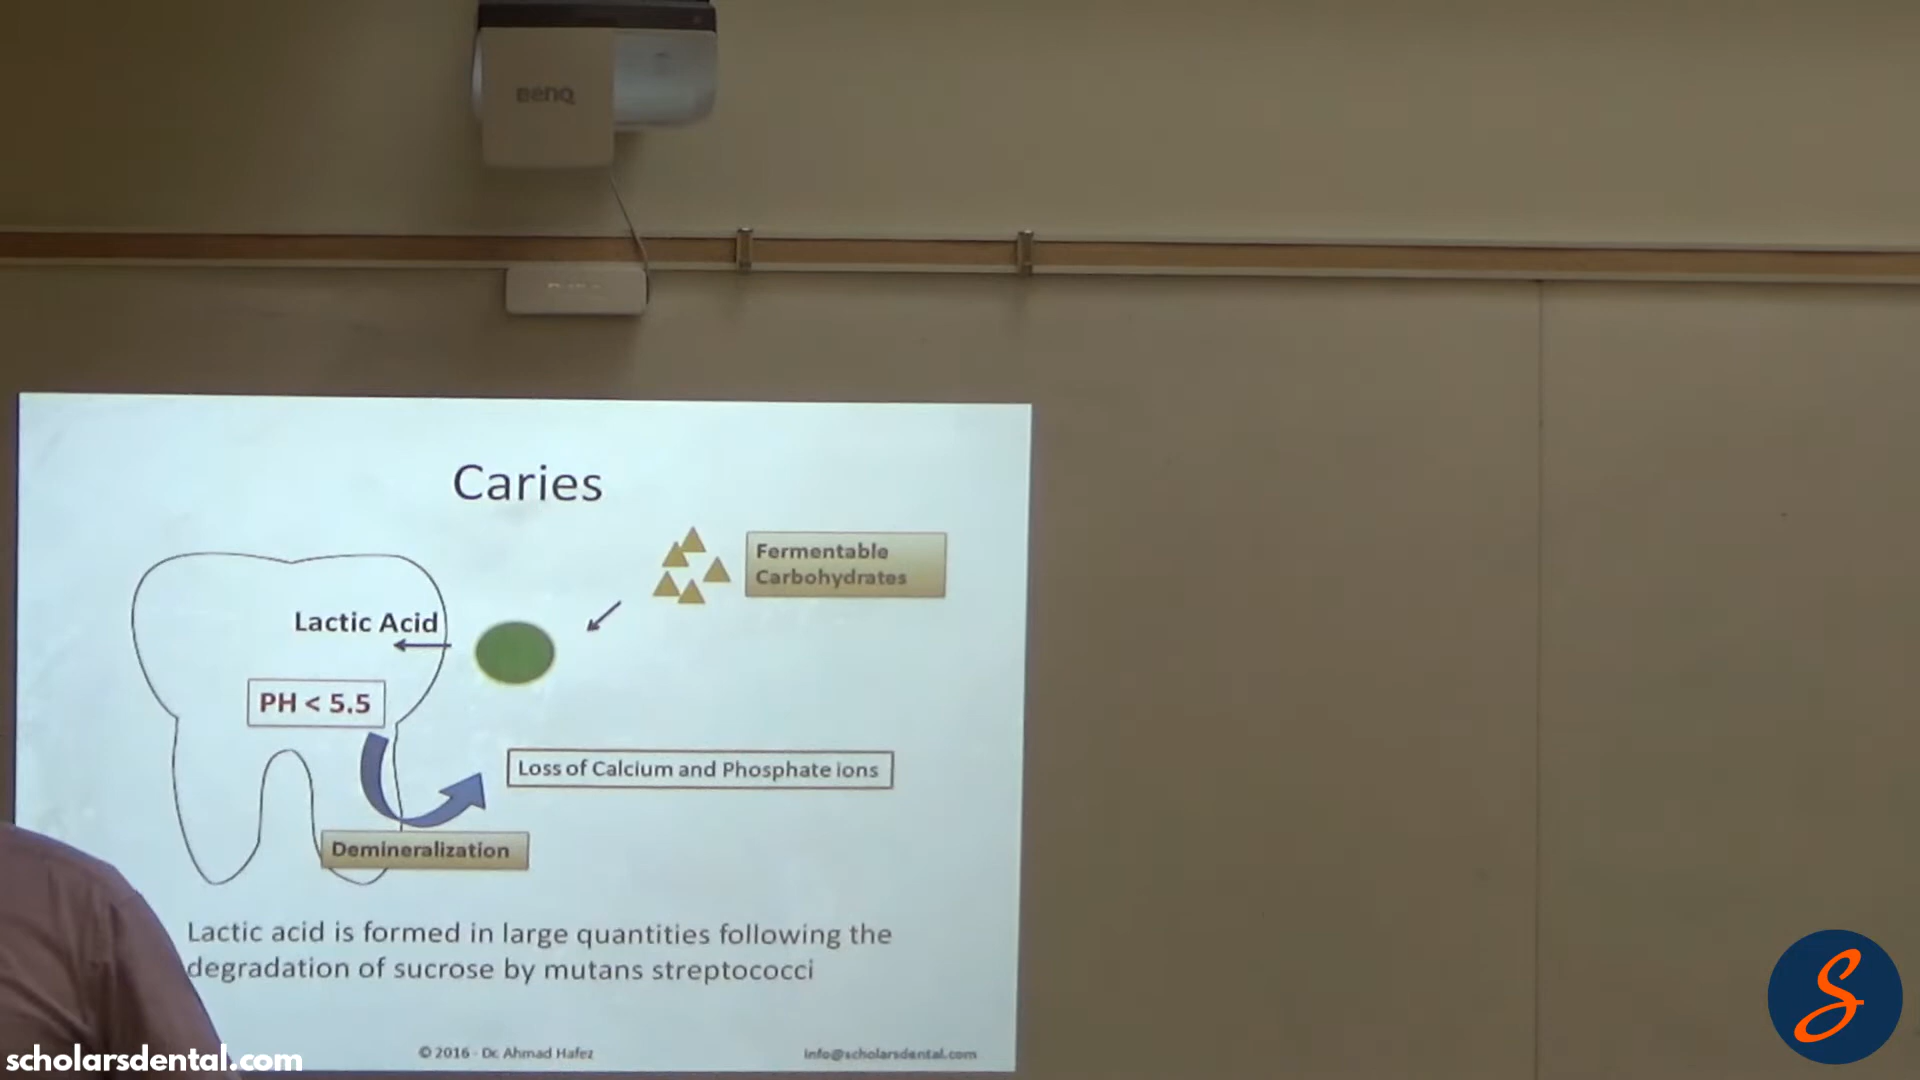 BenQ
Caries
Fermentable
Carbohydrates
Lactic Acid
PH < 5.5
Loss of Calcium and Phosphate ions
Demineralization
Lactic acid is formed in large quantities following the
degradation of sucrose by mutans streptococci
© 2016 - Dr. Ahmad Hafez
info@scholarsdental.com
scholarsdental.com
S